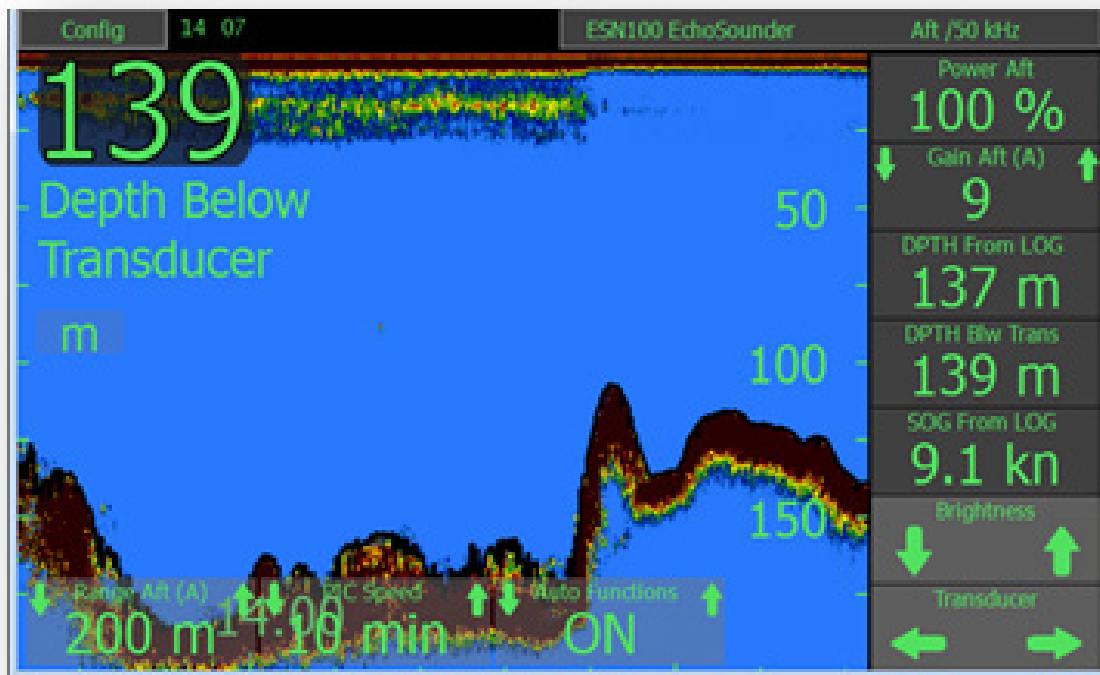 Config
14 07
ESN100 EchoSounder
Aft /50 kHz
139
Depth Below
Transducer
m
50
100
150
Power Aft
100 %
Gain Aft (A)
9
DPTH From LOG
137 m
DPTH Blw Trans
139 m
SOG From LOG
9.1 kn
Brightness
Transducer
Range Aft (A)
200 m
14:00
Speed
10 min
Auto Functions
ON